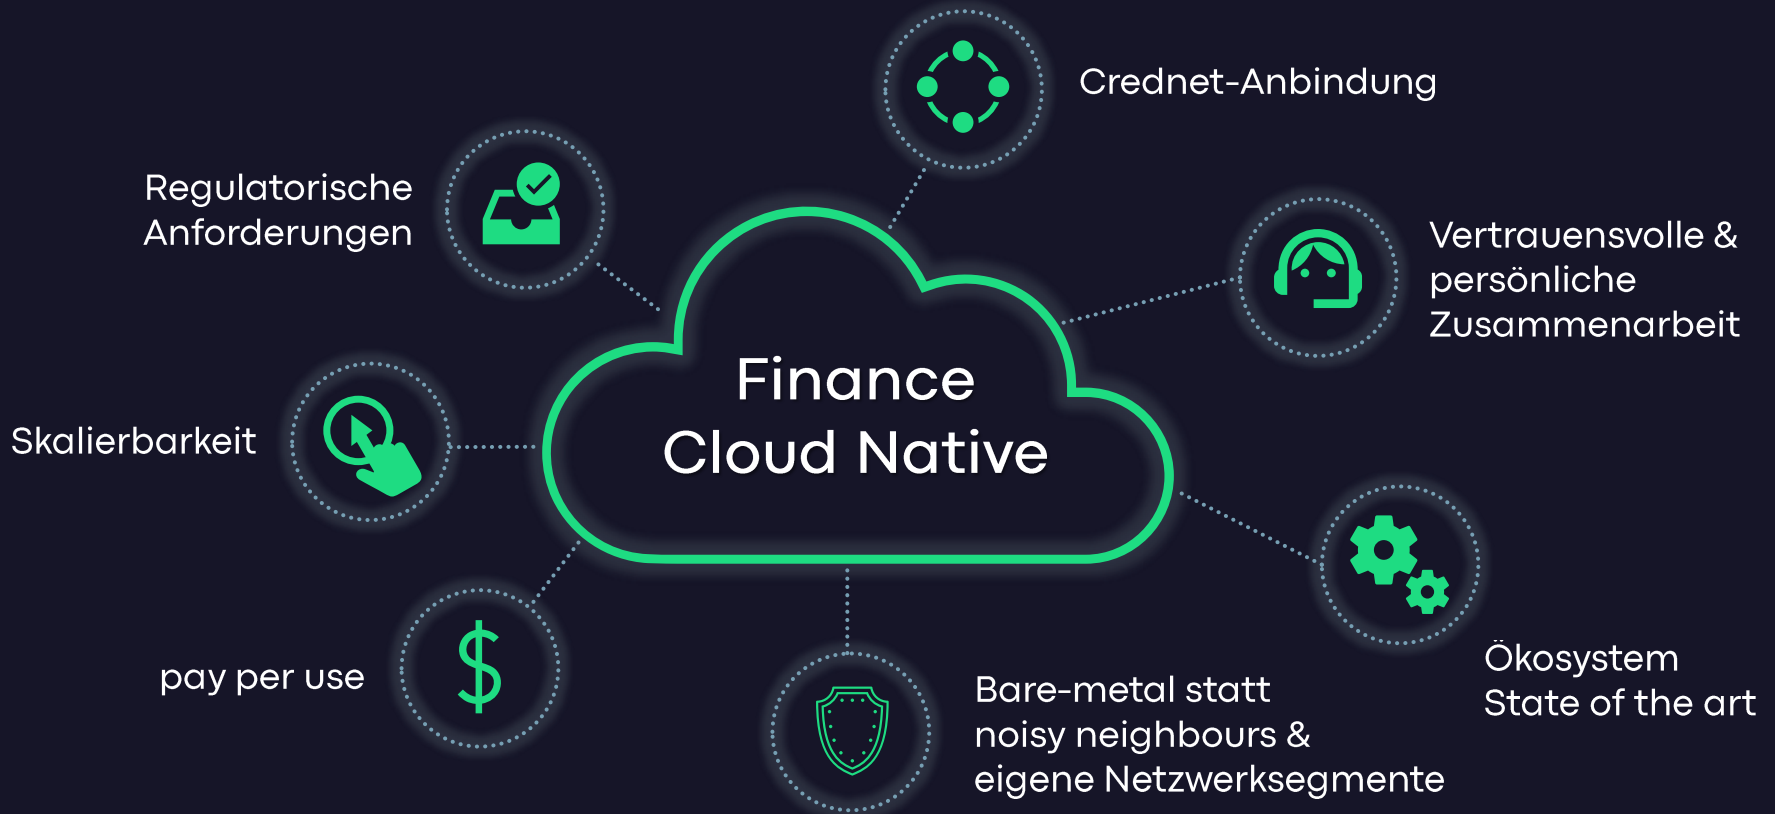 Crednet-Anbindung
Regulatorische
Anforderungen
Vertrauensvolle &
persönliche
Zusammenarbeit
Finance
Cloud Native
Skalierbarkeit
Ökosystem
State of the art
pay per use
Bare-metal statt
noisy neighbours &
eigene Netzwerksegmente